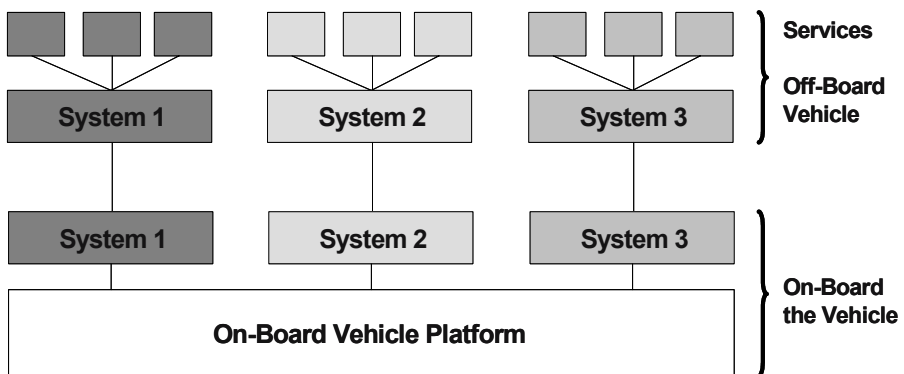 Services
Off-Board
Vehicle
System 1
System 2
System 3
System 1
System 2
System 3
On-Board Vehicle Platform
On-Board
the Vehicle